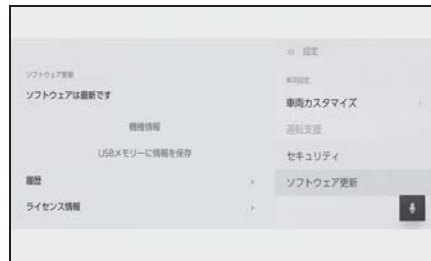 ソフトウェア更新
ソフトウェアは最新です
機種情報
USBメモリーに情報を保存
履歴
ライセンス情報
設定
車両設定
車両カスタマイズ
運転支援
セキュリティ
ソフトウェア更新